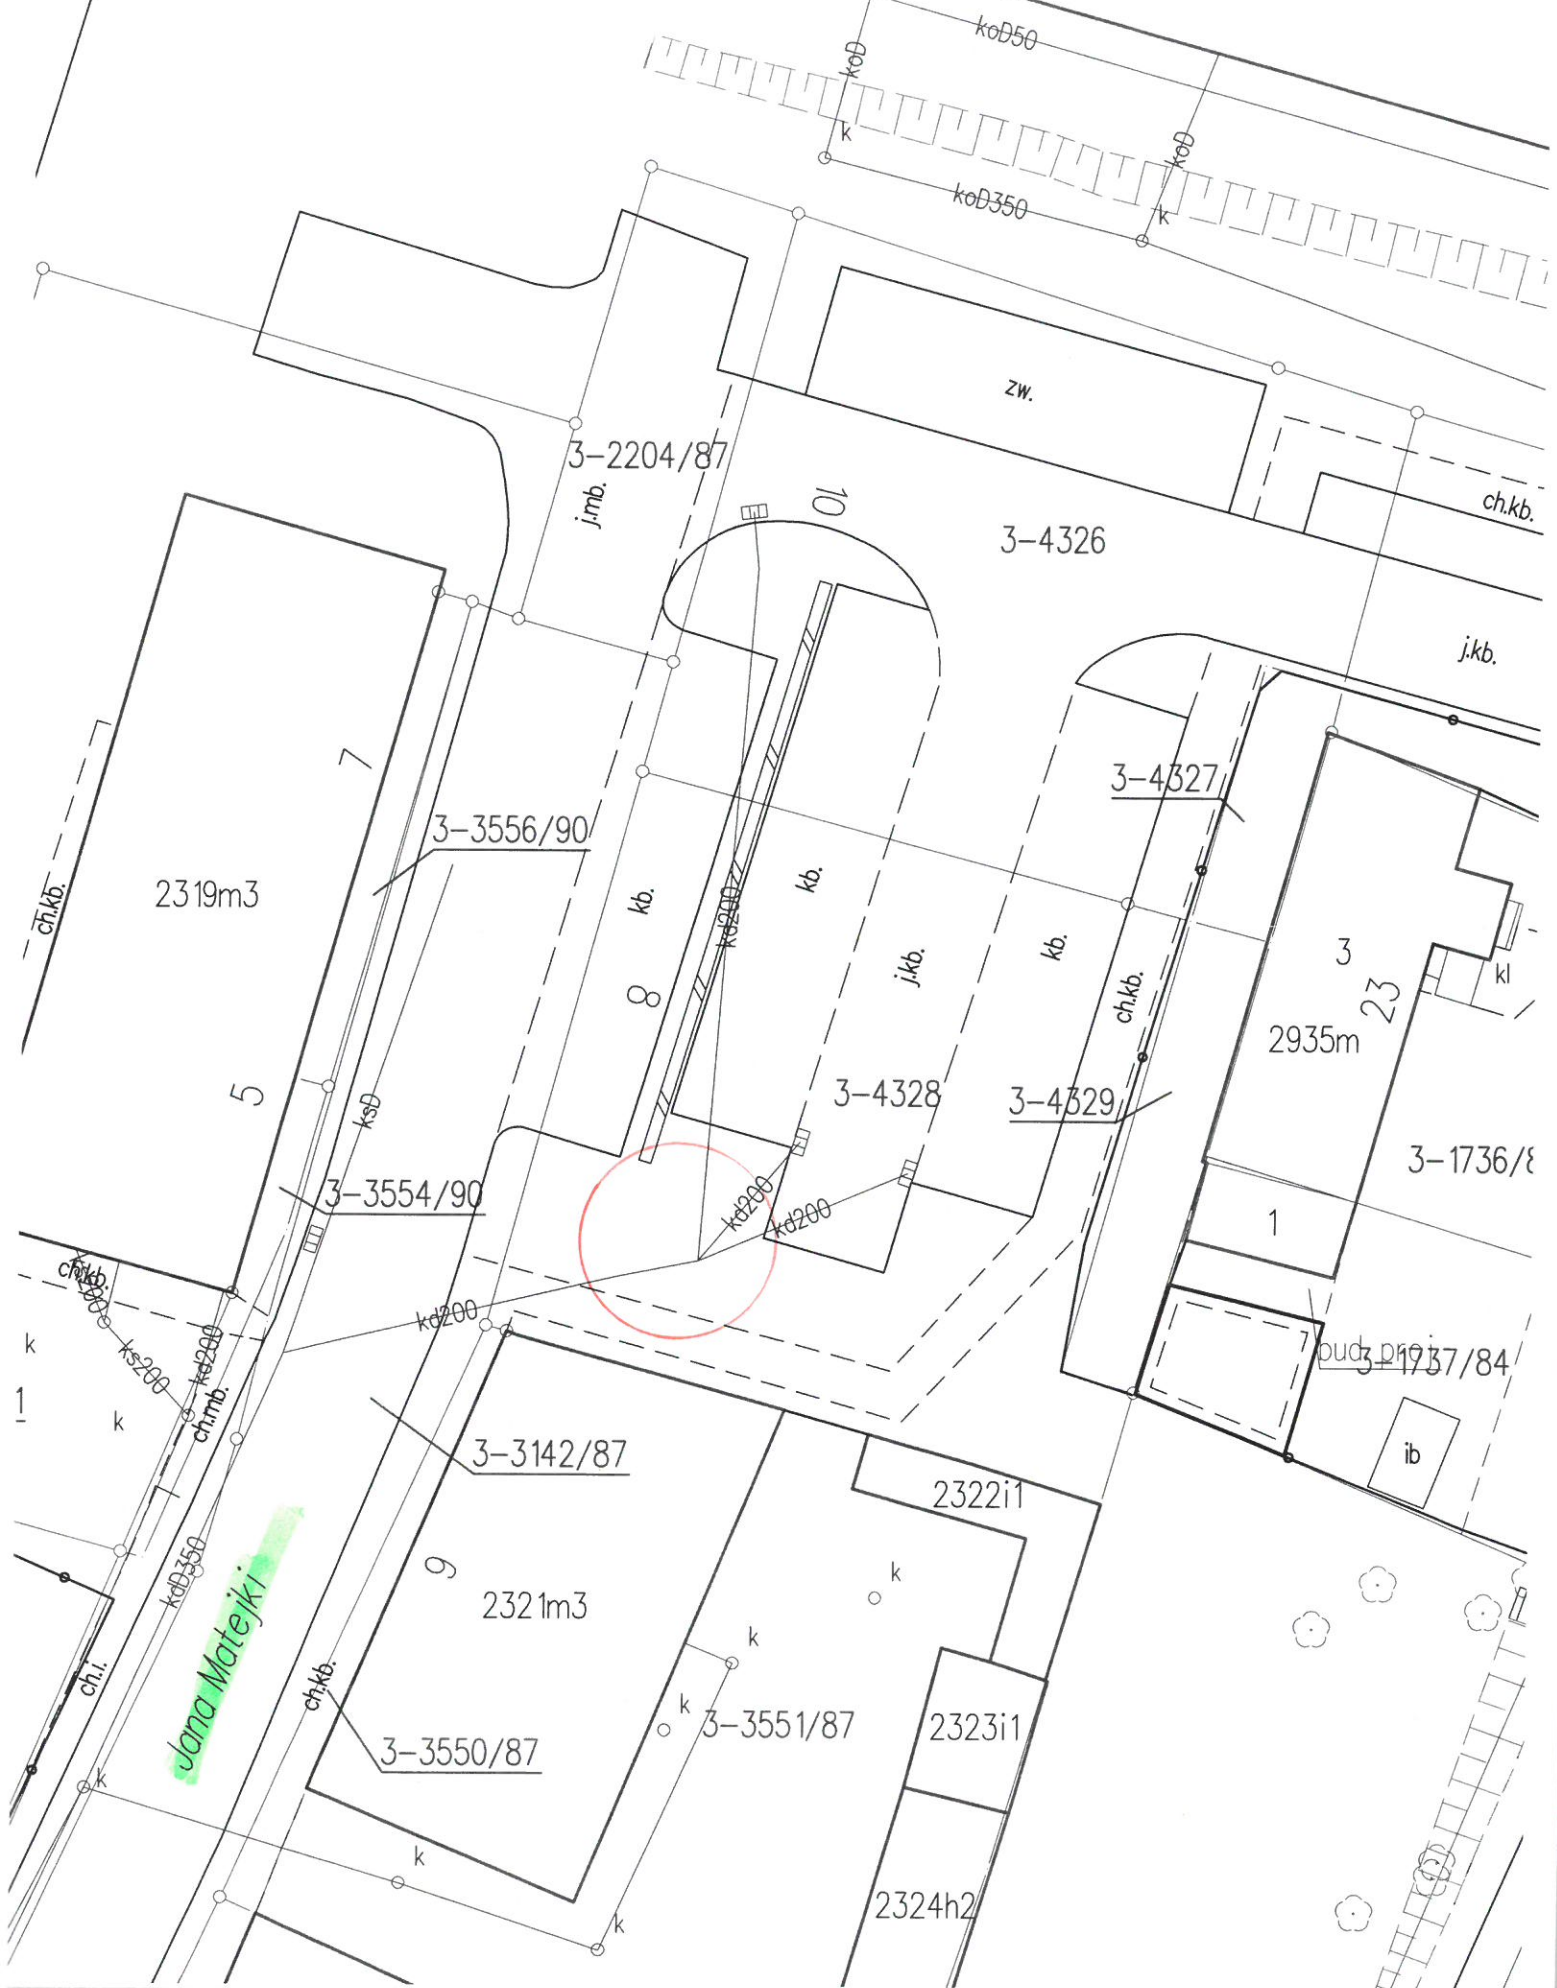 koD50
koD
k
koD
koD350
k
zw.
3-2204/87
j.mb.
10
3-4326
ch.kb.
j.kb.
7
3-4327
3-3556/90
2319m3
ch.kb.
kb.
kb.
kd200
kb.
j.kb.
ch.kb.
3
23
kl
8
2935m
5
ksD
3-4328
3-4329
3-1736/8
3-3554/90
kd200
kd200
1
ch.kb.
kd200
kd200
k
ks200
bud. proj.
3-1737/84
1
k
ch.mb.
3-3142/87
ib
2322i1
kdD350
9
2321m3
k
Jana Matejki
k
ch.i.
ch.kb.
k
3-3551/87
2323i1
3-3550/87
k
k
2324h2
k